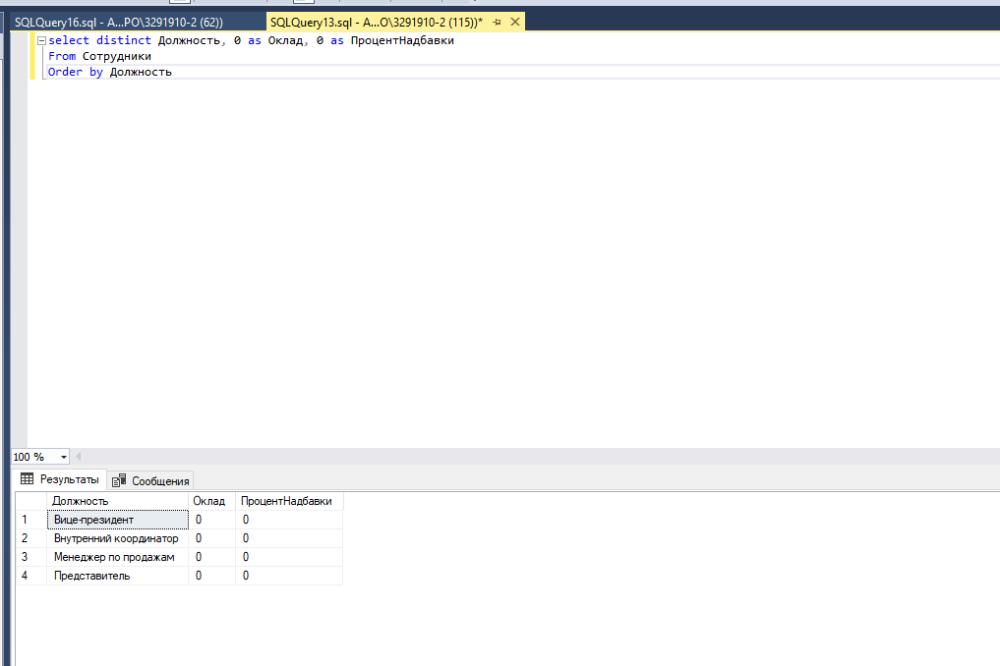 SQLQuery16.sql - A...PO\3291910-2 (62))
SQLQuery13.sql - A...O\3291910-2 (115))*
select distinct Должность, 0 as Оклад, 0 as ПроцентНадбавки
From Сотрудники
Order by Должность
100 %
Результаты
Сообщения
Должность Оклад ПроцентНадбавки
1 Вице-президент 0 0
2 Внутренний координатор 0 0
3 Менеджер по продажам 0 0
4 Представитель 0 0